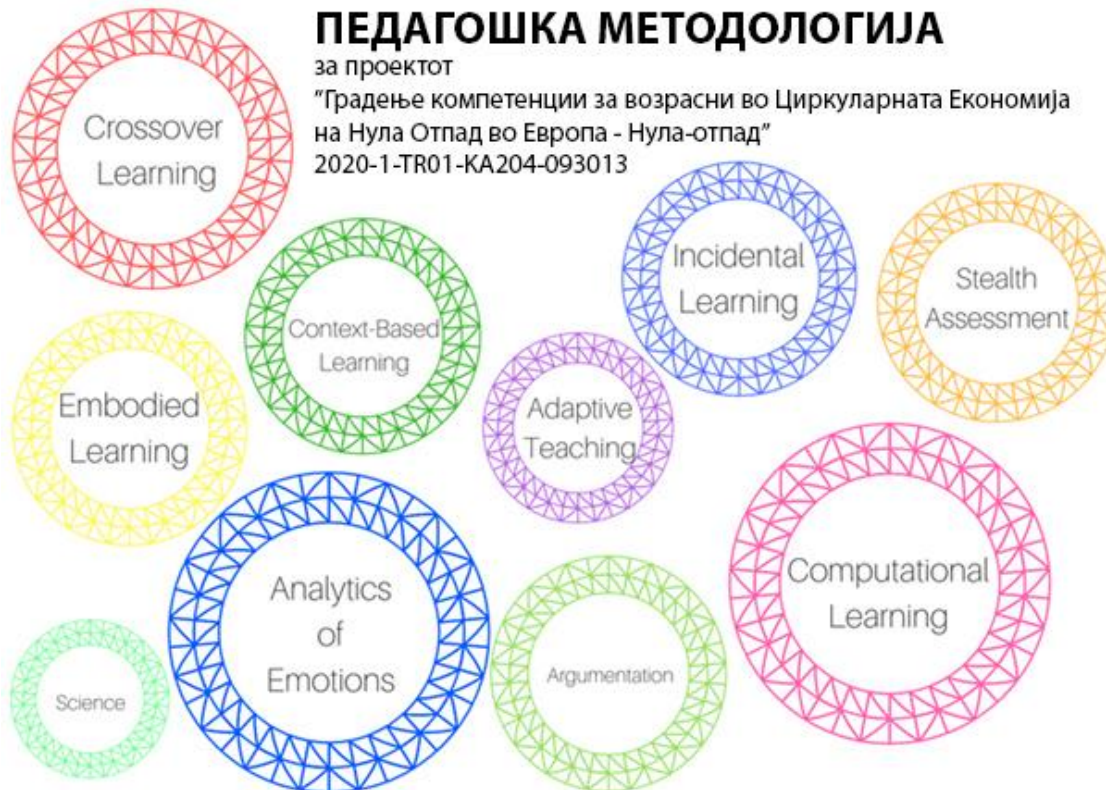 ПЕДАГОШКА МЕТОДОЛОГИЈА
за проектот
"Градење компетенции за возрасни во Циркуларната Економија
на Нула Отпад во Европа - Нула-отпад"
2020-1-TR01-KA204-093013
Crossover
Learning
Incidental
Learning
Stealth
Assessment
Context-Based
Learning
Embodied
Learning
Adaptive
Teaching
Analytics
of
Emotions
Computational
Learning
Argumentation
Science